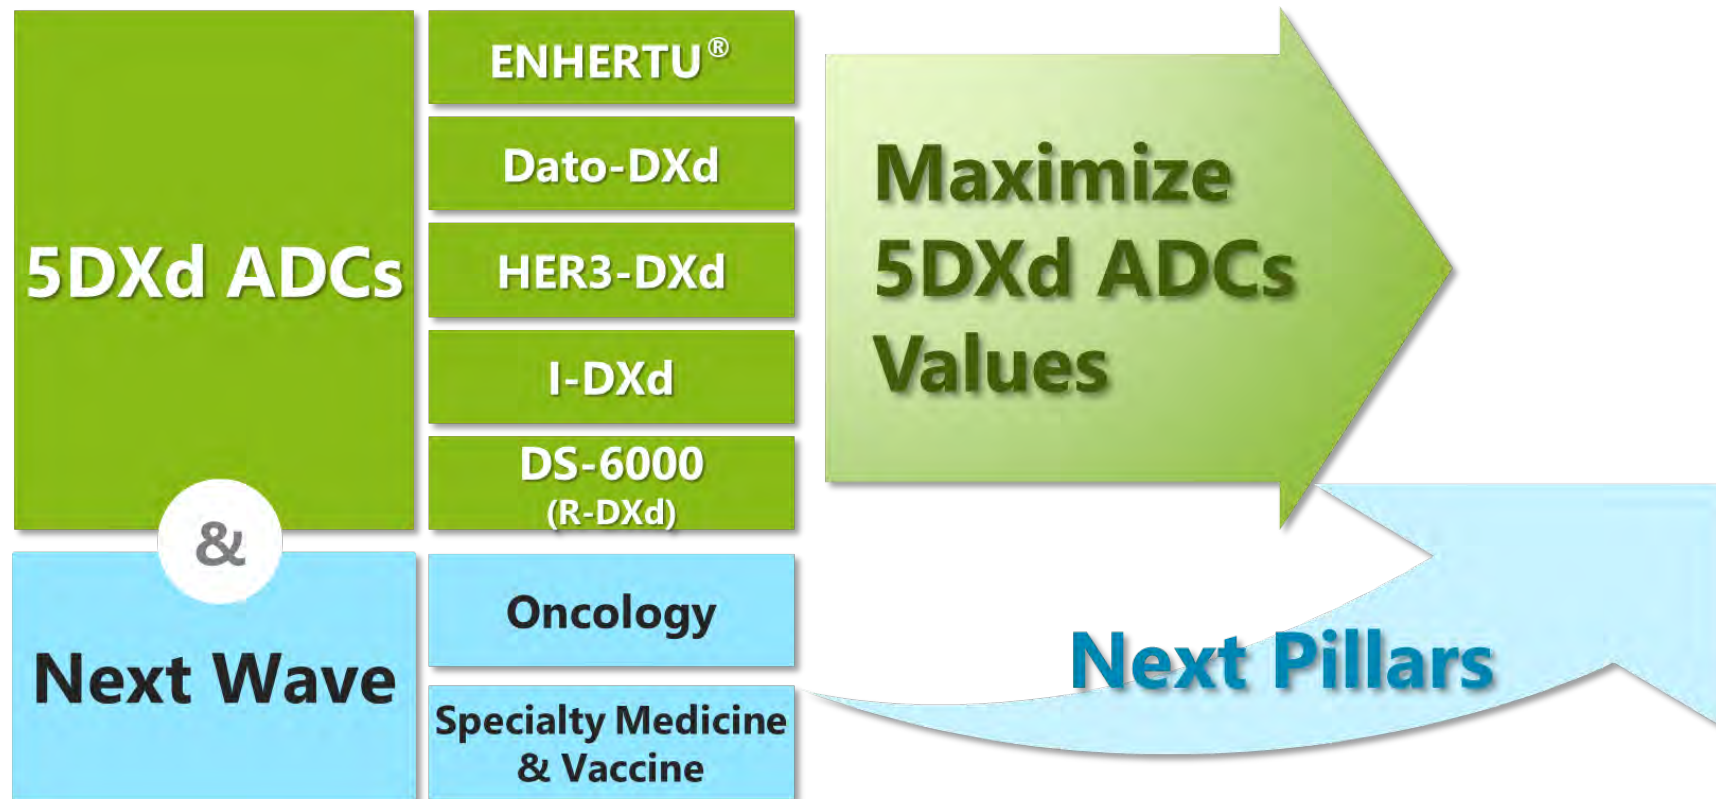 5DXd ADCs
&
Next Wave
ENHERTU®
Dato-DXd
HER3-DXd
I-DXd
DS-6000
(R-DXd)
Oncology
Specialty Medicine
& Vaccine
Maximize
5DXd ADCs
Values
Next Pillars